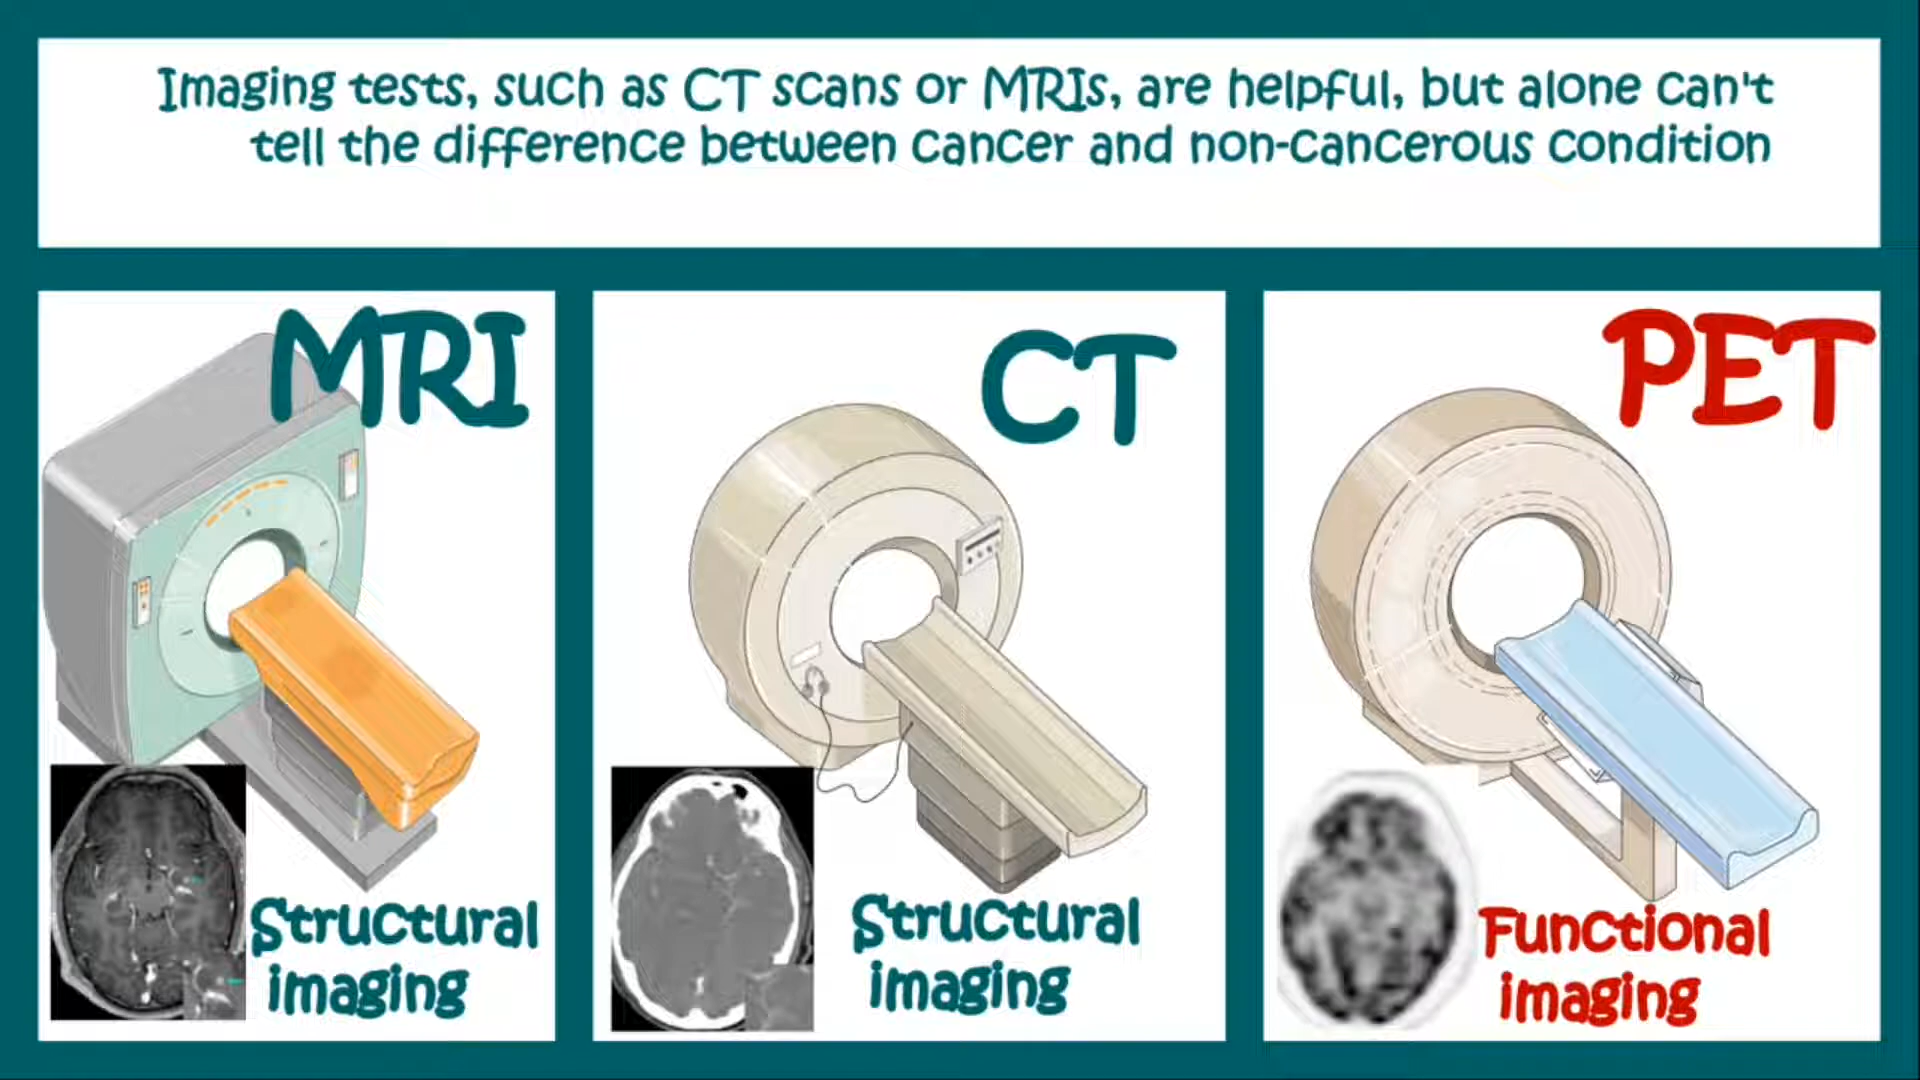 Imaging tests, such as CT scans or MRIs, are helpful, but alone can't
tell the difference between cancer and non-cancerous condition
MRI
Structural
imaging
CT
Structural
imaging
PET
Functional
imaging